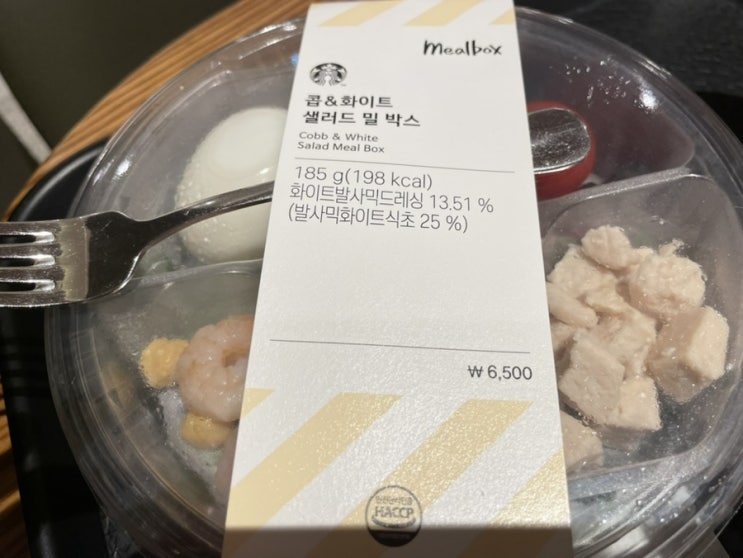 Mealbox
콥&화이트
샐러드 밀 박스
Cobb & White
Salad Meal Box
185 g(198 kcal)
화이트발사믹드레싱 13.51 %
(발사믹화이트식초 25 %)
₩ 6,500
HACCP